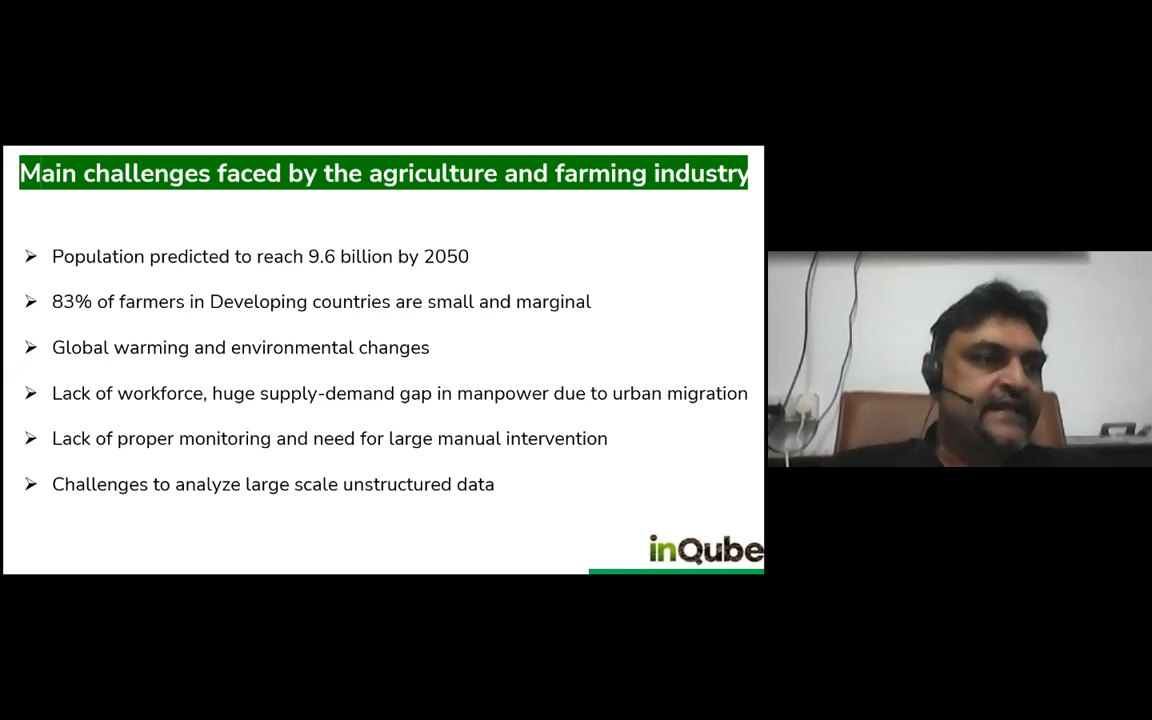 Main challenges faced by the agriculture and farming industry
Population predicted to reach 9.6 billion by 2050
83% of farmers in Developing countries are small and marginal
Global warming and environmental changes
Lack of workforce, huge supply-demand gap in manpower due to urban migration
Lack of proper monitoring and need for large manual intervention
Challenges to analyze large scale unstructured data
inQube